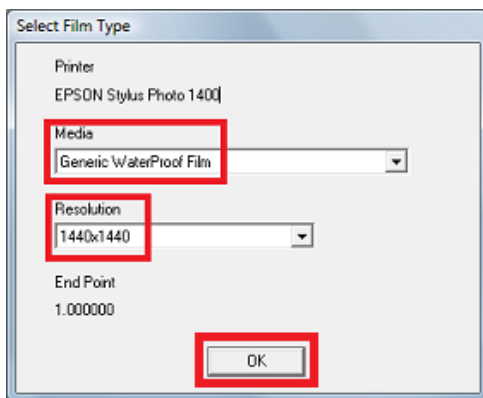 Select Film Type
Printer
EPSON Stylus Photo 1400
Media
Generic WaterProof Film
Resolution
1440x1440
End Point
1.000000
OK